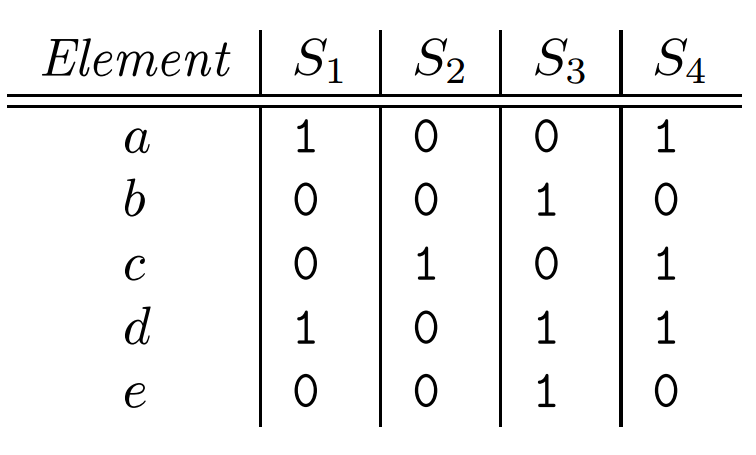 Element S₁ S₂ S₃ S₄
a 1 0 0 1
b 0 0 1 0
c 0 1 0 1
d 1 0 1 1
e 0 0 1 0